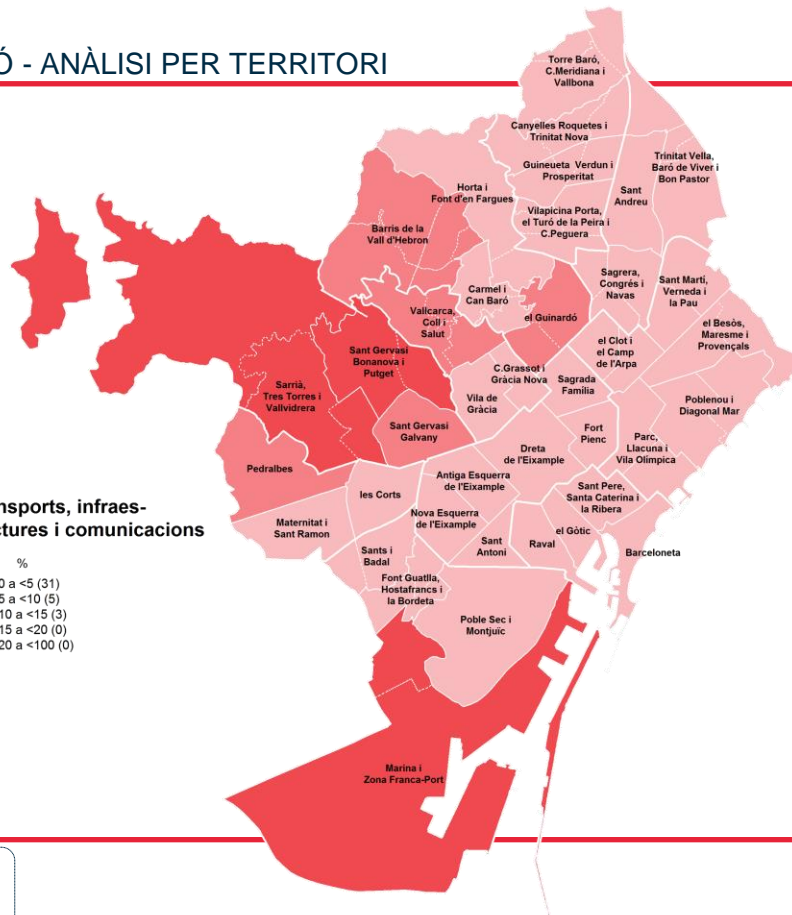 Ó - ANÀLISI PER TERRITORI
Torre Baró,
C.Meridiana i
Vallbona
Canyelles Roquetes i
Trinitat Nova
Guineueta Verdun i
Prosperitat
Trinitat Vella,
Baró de Viver i
Bon Pastor
Sant
Andreu
Horta i
Font d'en Fargues
Vilapicina Porta,
el Turó de la Peira i
C.Peguera
Barris de la
Vall d'Hebron
Carmel i
Can Baró
Sagrera,
Congrés i
Navas
Sant Martí,
Verneda i
la Pau
Vallcarca,
Coll i
Salut
el Guinardó
el Besòs,
Maresme i
Provençals
el Clot i
el Camp
de l'Arpa
Sant Gervasi
Bonanova i
Putget
C.Grassot i
Gràcia Nova
Sagrada
Família
Sarrià,
Tres Torres i
Vallvidrera
Vila de
Gràcia
Poblenou i
Diagonal Mar
Sant Gervasi
Galvany
Fort
Pienc
Parc,
Llacuna i
Vila Olímpica
Dreta
de l'Eixample
Pedralbes
Antiga Esquerra
de l'Eixample
les Corts
Sant Pere,
Santa Caterina i
la Ribera
Maternitat i
Sant Ramon
Nova Esquerra
de l'Eixample
el Gòtic
Sant
Antoni
Raval
Barceloneta
Sants i
Badal
Font Guatlla,
Hostafrancs i
la Bordeta
Poble Sec i
Montjuïc
Marina i
Zona Franca-Port
nsports, infraes-
ctures i comunicacions
%
0 a <5 (31)
5 a <10 (5)
10 a <15 (3)
15 a <20 (0)
20 a <100 (0)